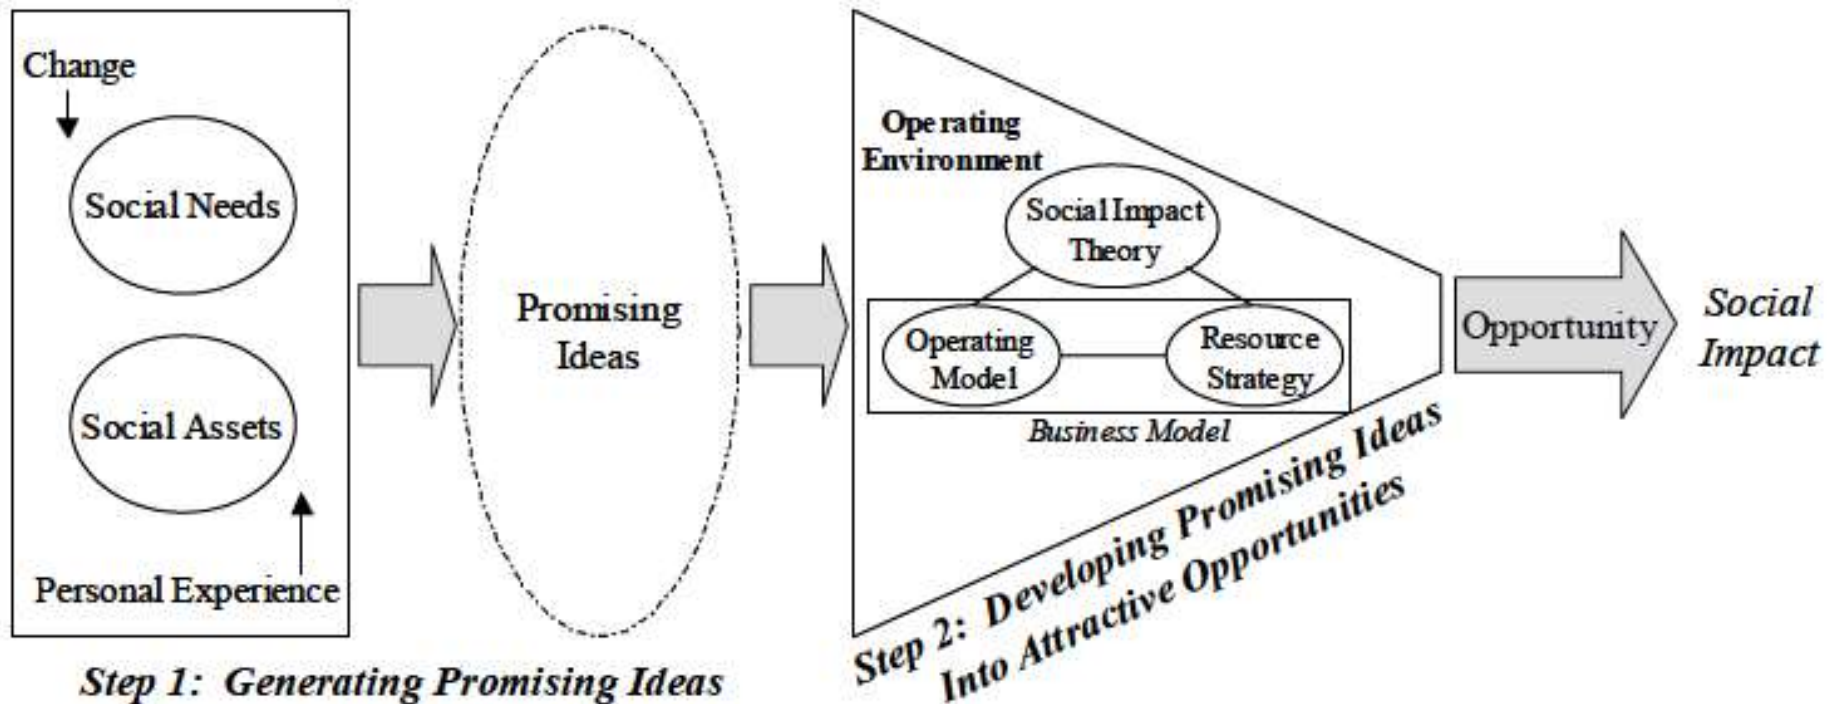 Change
Social Needs
Social Assets
Personal Experience
Step 1: Generating Promising Ideas
Promising
Ideas
Operating
Environment
Social Impact
Theory
Operating
Model
Resource
Strategy
Business Model
Step 2: Developing Promising Ideas
Into Attractive Opportunities
Opportunity
Social
Impact